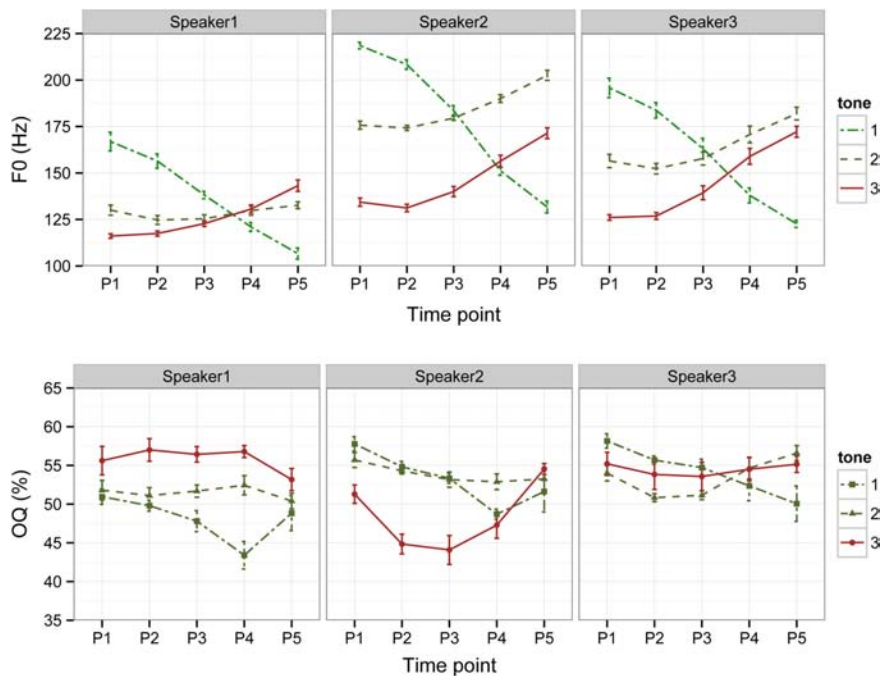 Speaker1 Speaker2 Speaker3
225
200
175
150
125
100
F0 (Hz)
P1 P2 P3 P4 P5 P1 P2 P3 P4 P5 P1 P2 P3 P4 P5
Time point
tone
1
2
3
Speaker1 Speaker2 Speaker3
65
60
55
50
45
40
35
OQ (%)
P1 P2 P3 P4 P5 P1 P2 P3 P4 P5 P1 P2 P3 P4 P5
Time point
tone
1
2
3